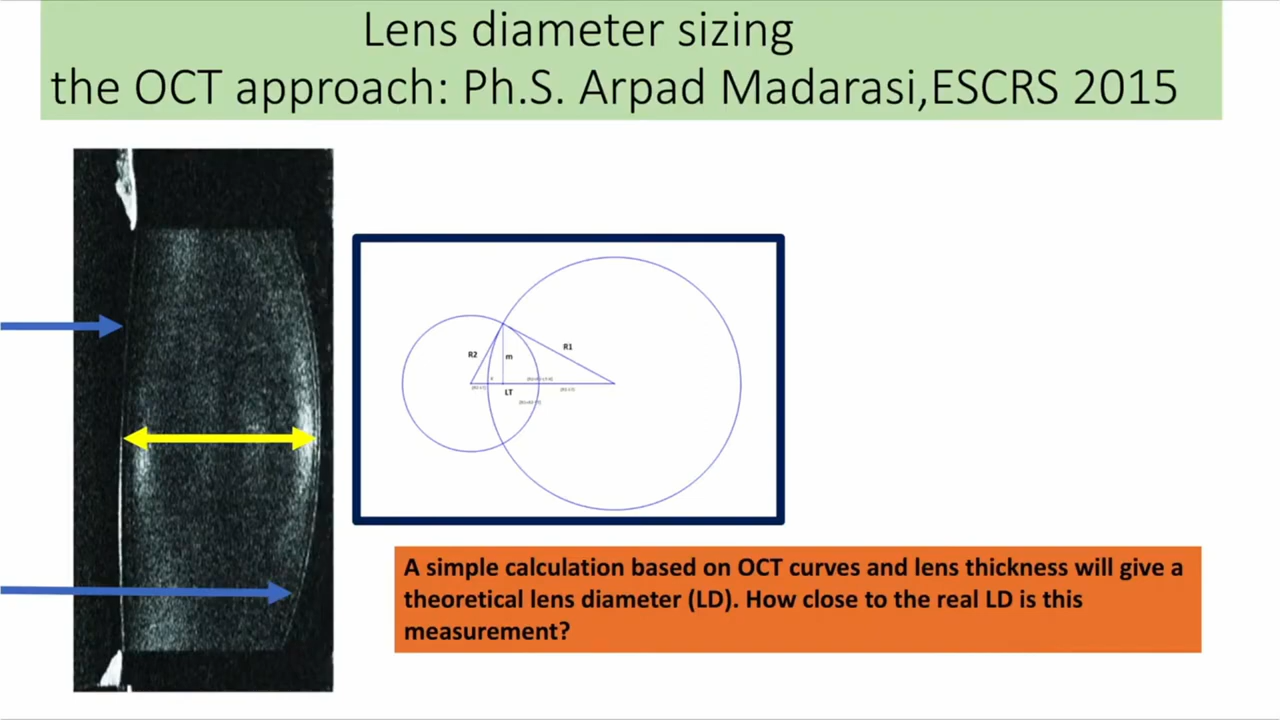 Lens diameter sizing
the OCT approach: Ph.S. Arpad Madarasi,ESCRS 2015
R2
R1
m
LT
A simple calculation based on OCT curves and lens thickness will give a
theoretical lens diameter (LD). How close to the real LD is this
measurement?